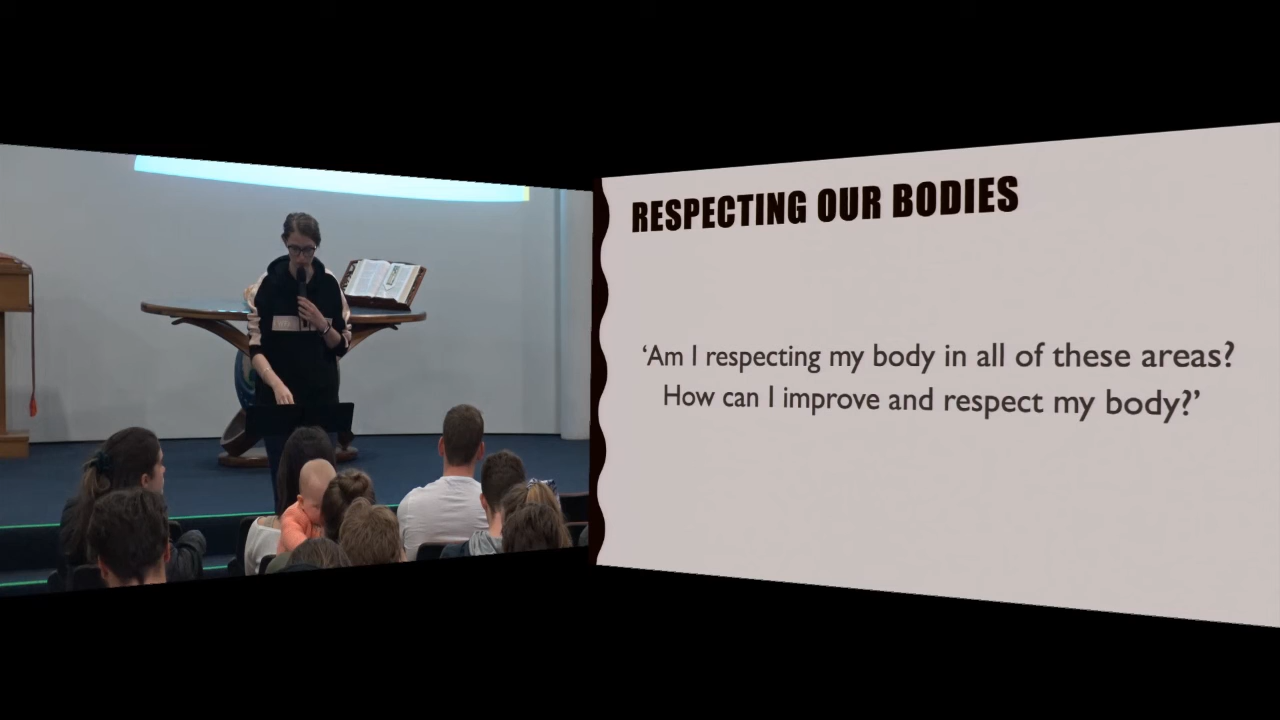 RESPECTING OUR BODIES
‘Am I respecting my body in all of these areas?
How can I improve and respect my body?’